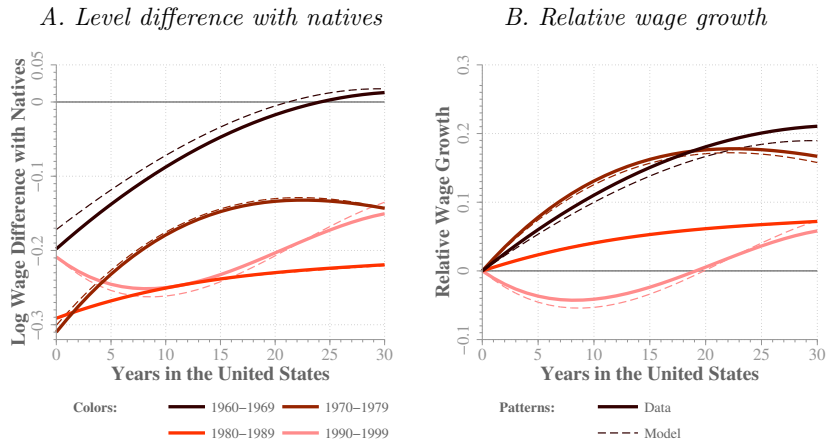 A. Level difference with natives
B. Relative wage growth
Log Wage Difference with Natives
0.05
0
−0.1
−0.2
−0.3
0 5 10 15 20 25 30
Years in the United States
Relative Wage Growth
0.3
0.2
0.1
0
−0.1
0 5 10 15 20 25 30
Years in the United States
Colors: 1960−1969 1970−1979
1980−1989 1990−1999
Patterns: Data
Model